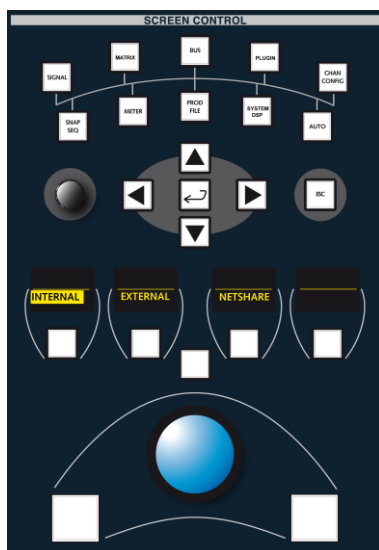 SCREEN CONTROL
BUS
MATRIX
PLUGIN
SIGNAL
CHAN
CONFIG
SNAP
SEQ
METER
PROD
FILE
SYSTEM
DSP
AUTO
ESC
INTERNAL
EXTERNAL
NETSHARE